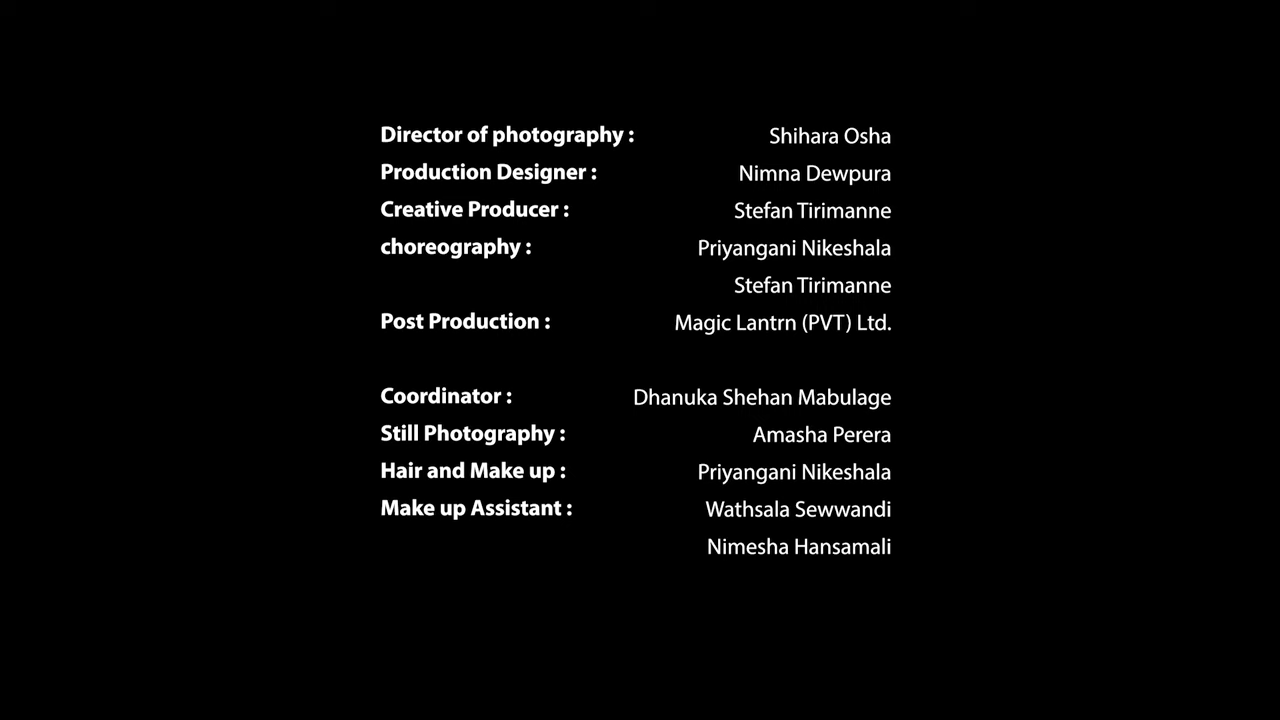 Director of photography : Shihara Osha
Production Designer : Nimna Dewpura
Creative Producer : Stefan Tirimanne
choreography : Priyangani Nikeshala
Stefan Tirimanne
Post Production : Magic Lantrn (PVT) Ltd.
Coordinator : Dhanuka Shehan Mabulage
Still Photography : Amasha Perera
Hair and Make up : Priyangani Nikeshala
Make up Assistant : Wathsala Sewwandi
Nimesha Hansamali